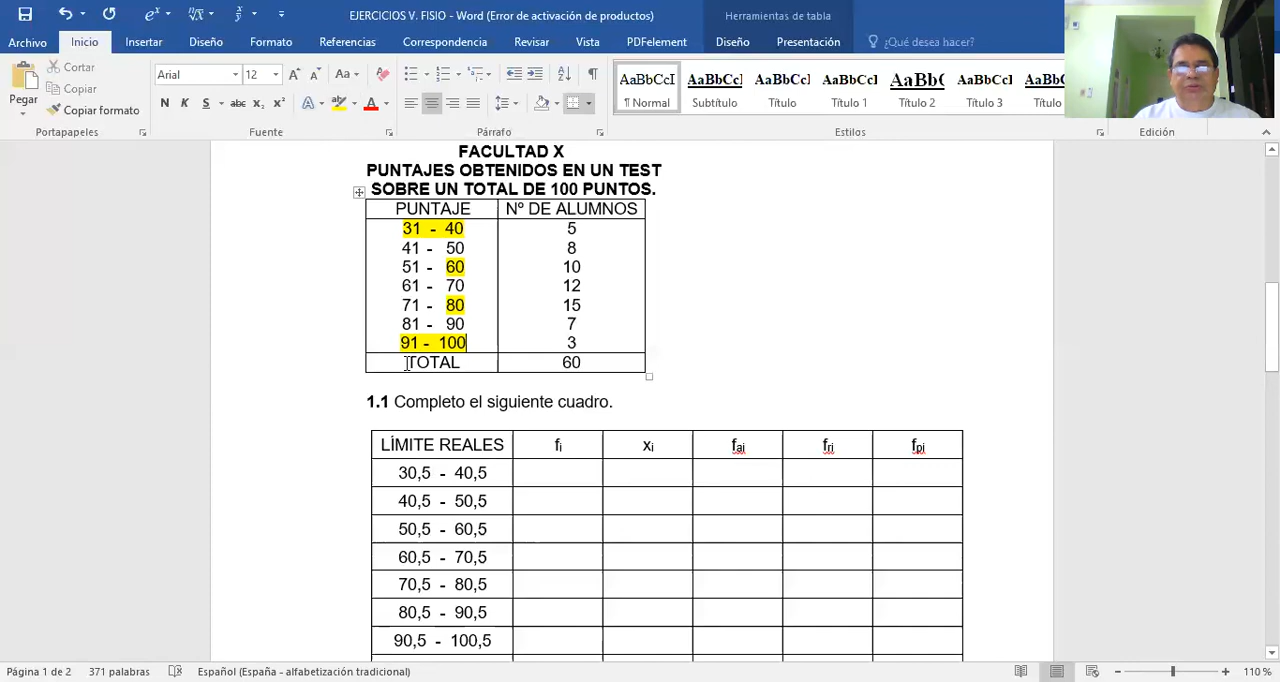 EJERCICIOS V. FISIO - Word (Error de activación de productos)
Herramientas de tabla
Archivo Inicio Insertar Diseño Formato Referencias Correspondencia Revisar Vista PDFelement Diseño Presentación ¿Qué desea hacer?
Pegar
Cortar
Copiar
Copiar formato
Portapapeles
Arial 12
N K S abc x₂ x²
Fuente
Párrafo
AaBbCcI AaBbCcl AaBbCcI AaBbCcI AaBb( AaBbCcI AaBbC
¶ Normal Subtítulo Título Título 1 Título 2 Título 3 Título
Estilos
Edición
FACULTAD X
PUNTAJES OBTENIDOS EN UN TEST
SOBRE UN TOTAL DE 100 PUNTOS.
PUNTAJE Nº DE ALUMNOS
31 - 40 5
41 - 50 8
51 - 60 10
61 - 70 12
71 - 80 15
81 - 90 7
91 - 100 3
TOTAL 60
1.1 Completo el siguiente cuadro.
LÍMITE REALES fi xi fai fri fpi
30,5 - 40,5
40,5 - 50,5
50,5 - 60,5
60,5 - 70,5
70,5 - 80,5
80,5 - 90,5
90,5 - 100,5
Página 1 de 2 371 palabras Español (España - alfabetización tradicional) 110 %